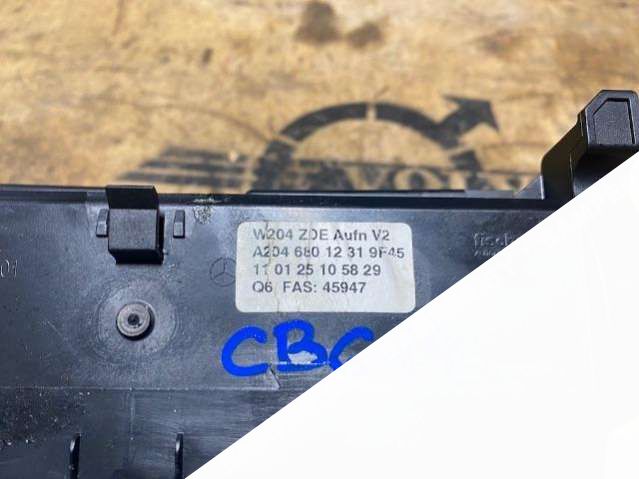 W204 ZDE Aufn V2
A204 680 12 31 9F45
11 01 25 10 58 29
Q6 FAS: 45947
CBC